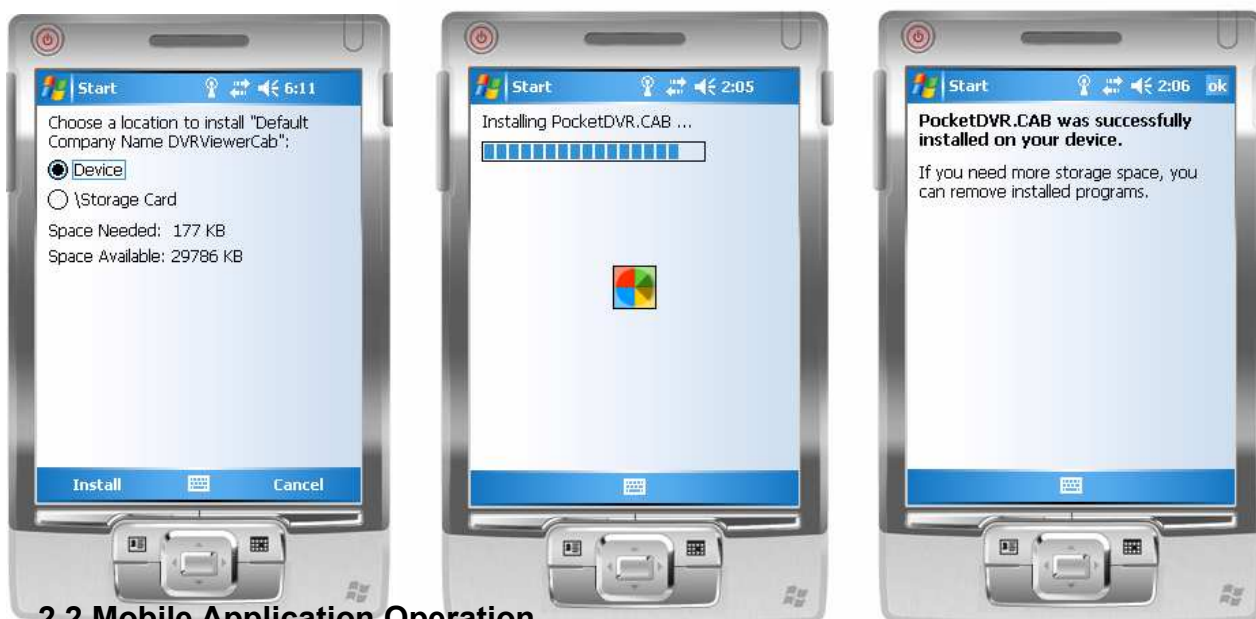 Start 6:11
Choose a location to install "Default
Company Name DVRViewerCab":
Device
\Storage Card
Space Needed: 177 KB
Space Available: 29786 KB
Install Cancel
Start 2:05
Installing PocketDVR.CAB ...
Start 2:06 ok
PocketDVR.CAB was successfully
installed on your device.
If you need more storage space, you
can remove installed programs.
2.2 Mobile Application Operation